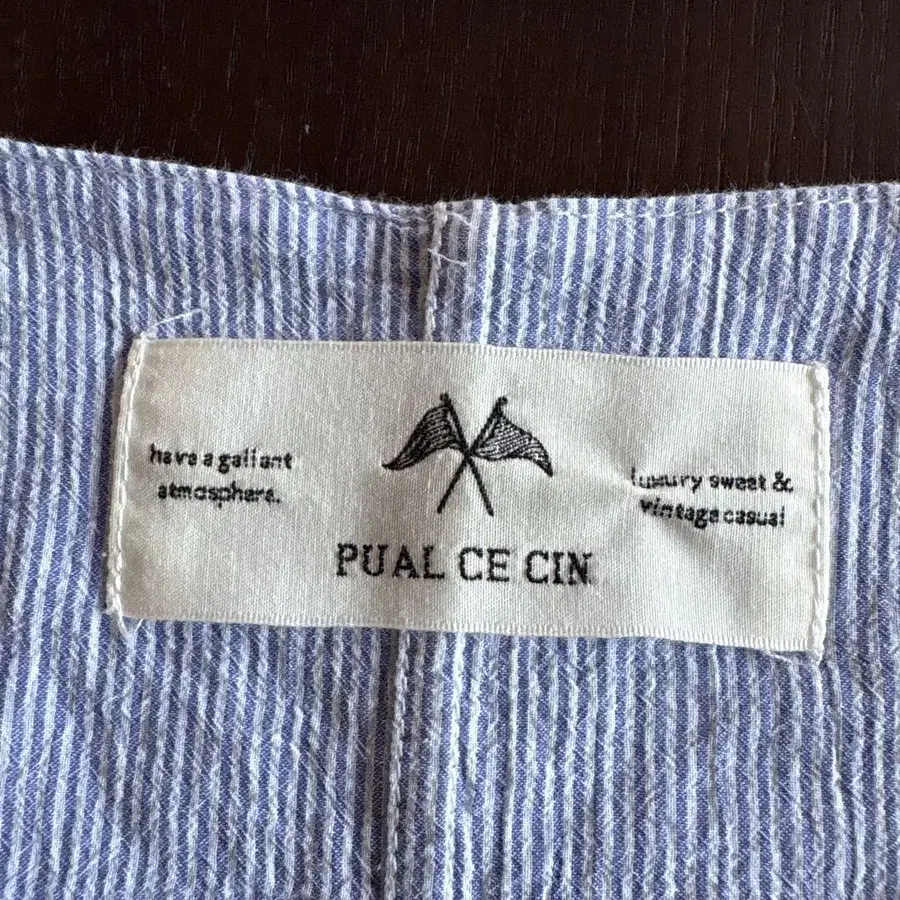 have a gallant
atmosphere.
luxury sweet &
vintage casual
PUAL CE CIN